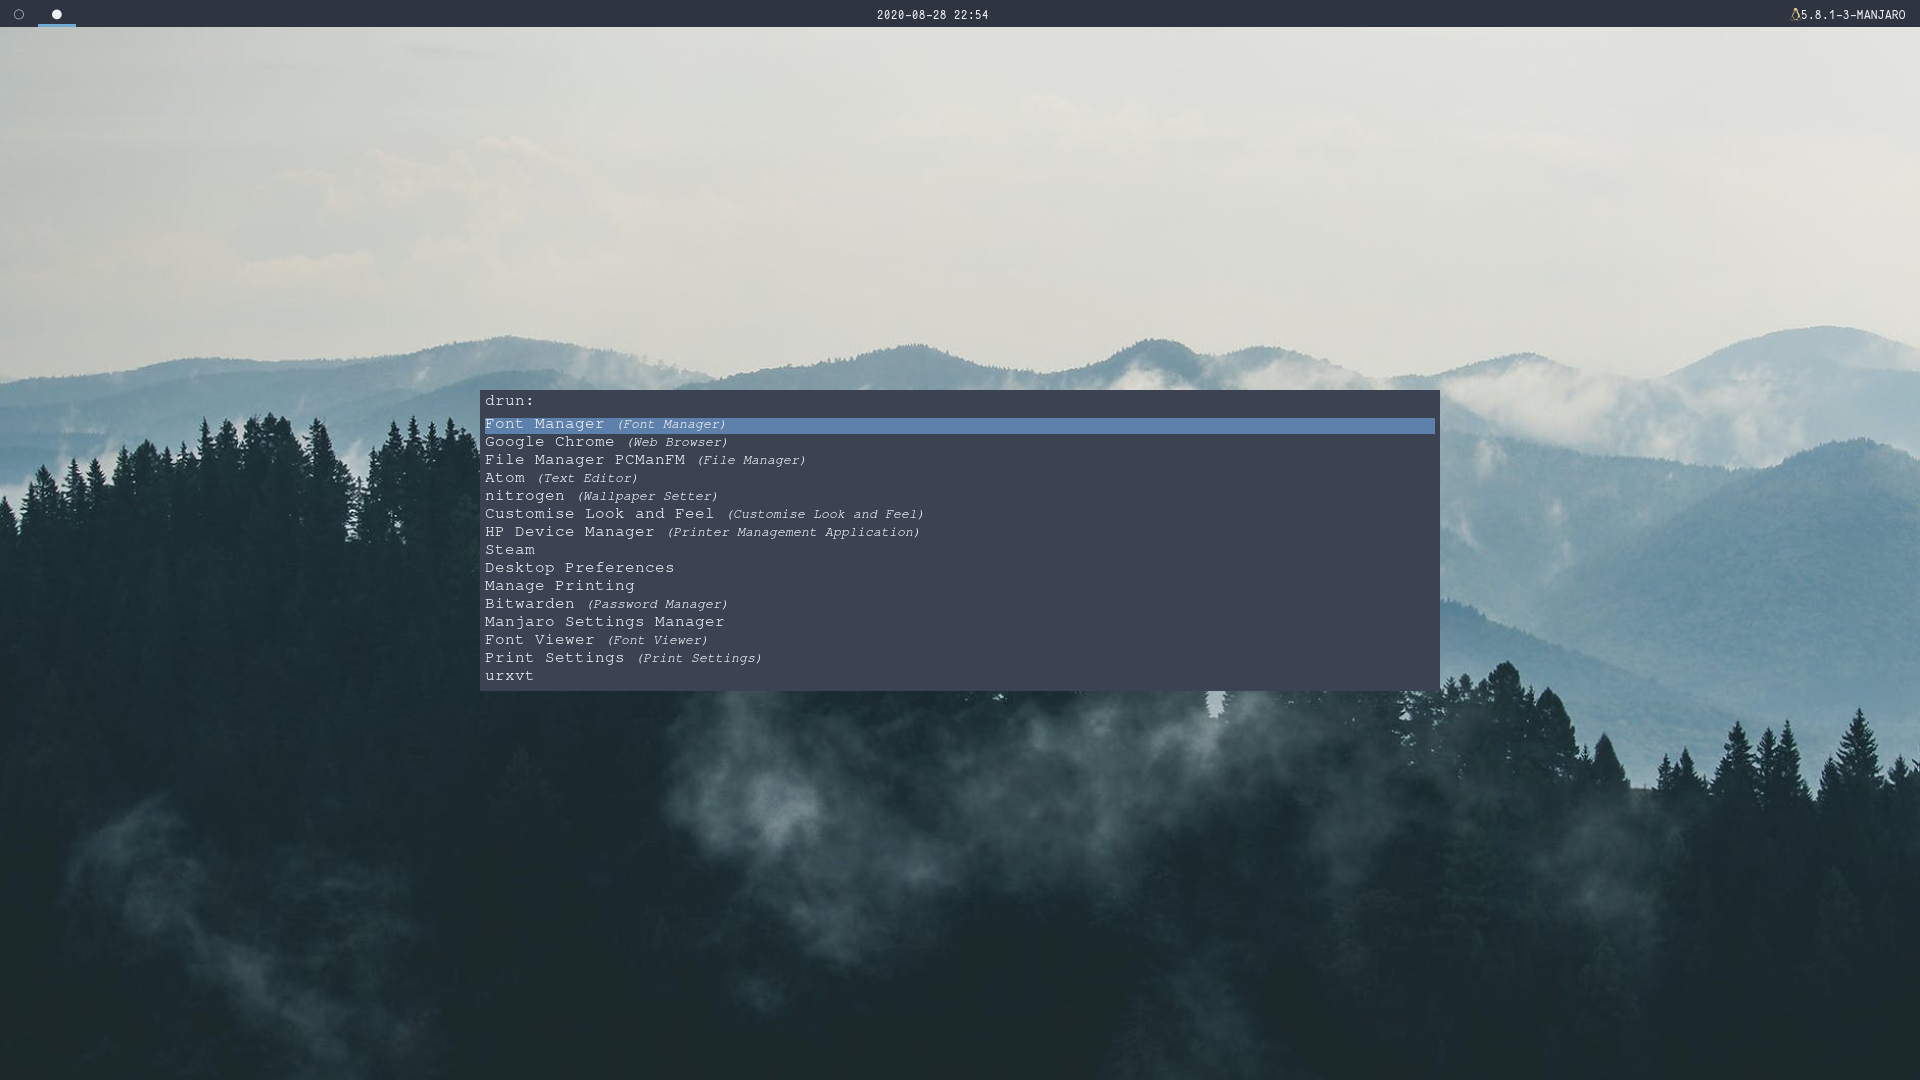 2020-08-28 22:54
5.8.1-3-MANJARO
drun:
Font Manager (Font Manager)
Google Chrome (Web Browser)
File Manager PCManFM (File Manager)
Atom (Text Editor)
nitrogen (Wallpaper Setter)
Customise Look and Feel (Customise Look and Feel)
HP Device Manager (Printer Management Application)
Steam
Desktop Preferences
Manage Printing
Bitwarden (Password Manager)
Manjaro Settings Manager
Font Viewer (Font Viewer)
Print Settings (Print Settings)
urxvt